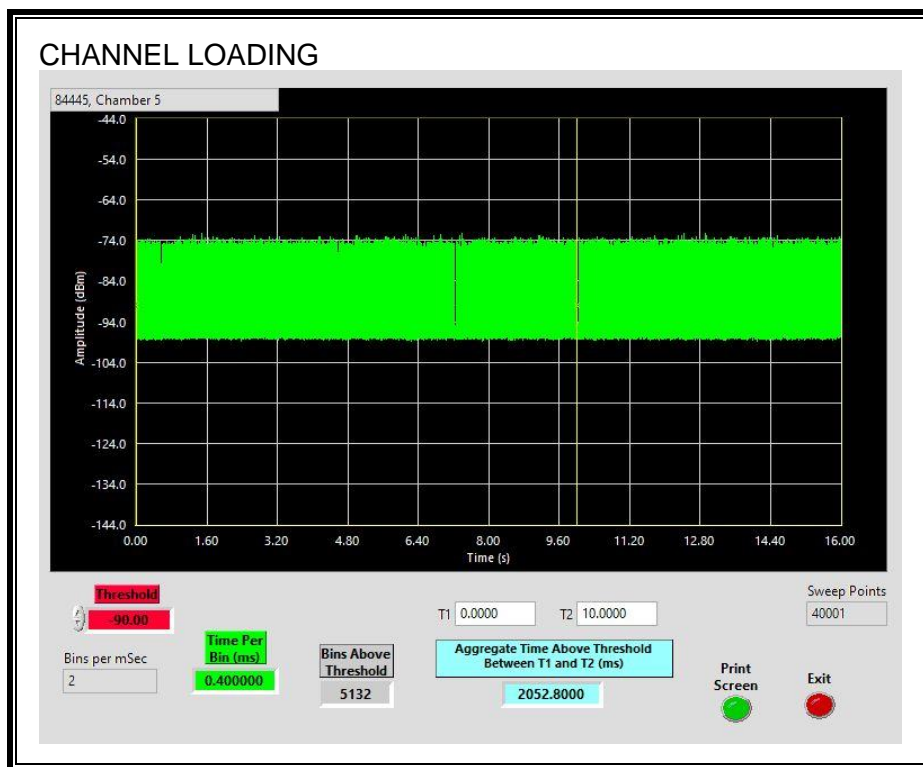 CHANNEL LOADING
84445, Chamber 5
-44.0
-54.0
-64.0
-74.0
-84.0
-94.0
-104.0
-114.0
-124.0
-134.0
-144.0
Amplitude (dBm)
0.00 1.60 3.20 4.80 6.40 8.00 9.60 11.20 12.80 14.40 16.00
Time (s)
Threshold
-90.00
Bins per mSec
2
Time Per
Bin (ms)
0.400000
Bins Above
Threshold
5132
T1 0.0000 T2 10.0000
Aggregate Time Above Threshold
Between T1 and T2 (ms)
2052.8000
Sweep Points
40001
Print
Screen
Exit